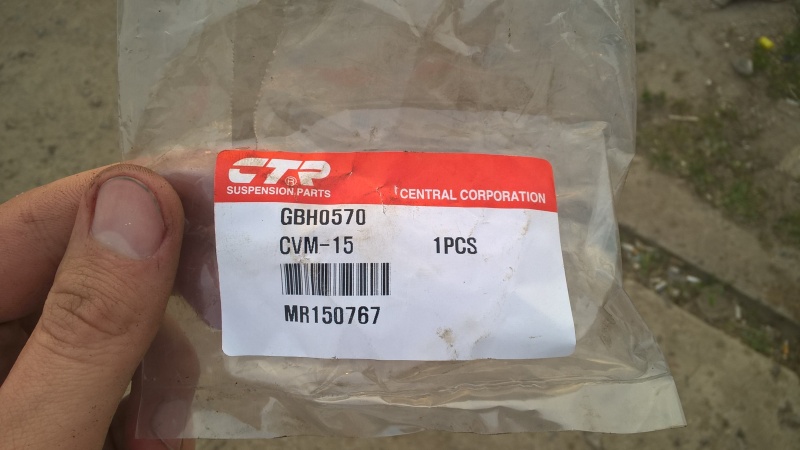 CTR®
SUSPENSION PARTS
CENTRAL CORPORATION
GBH0570
CVM-15 1PCS
MR150767